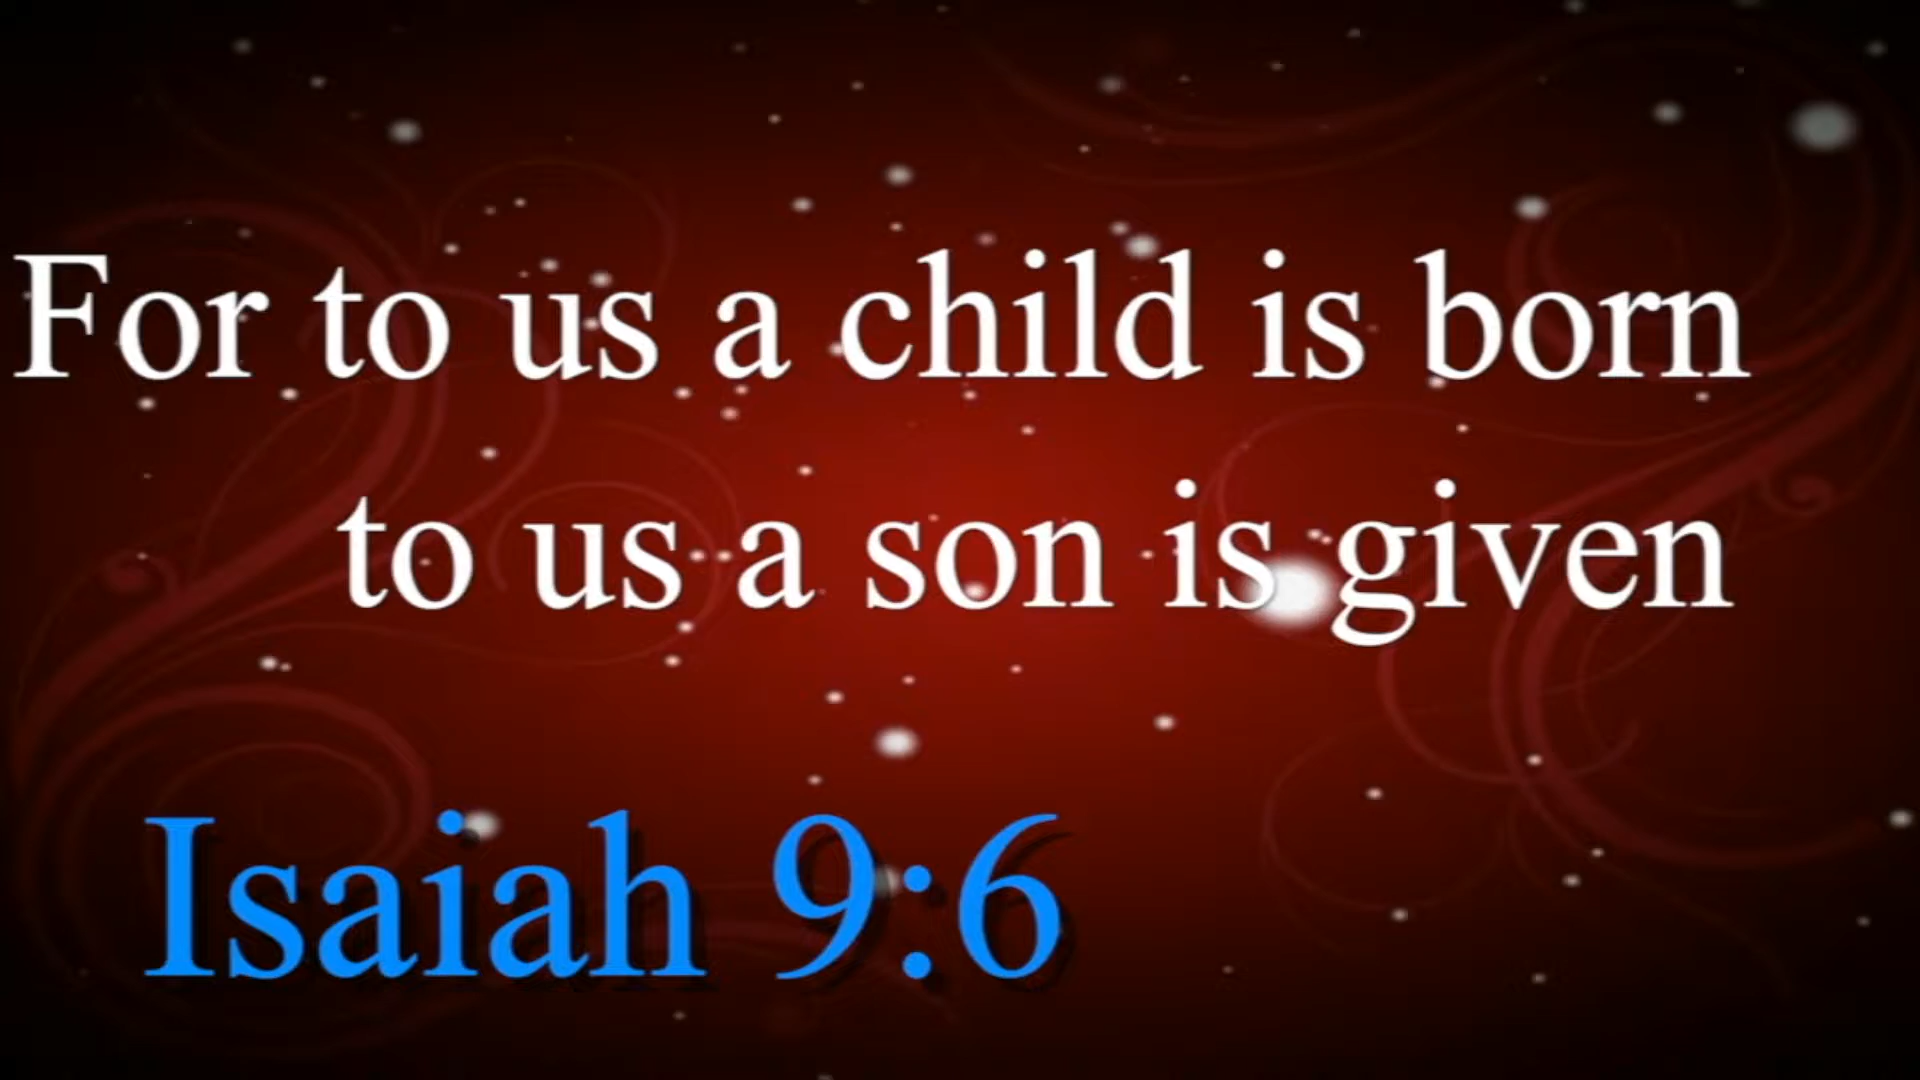 For to us a child is born
to us a son is given
Isaiah 9:6